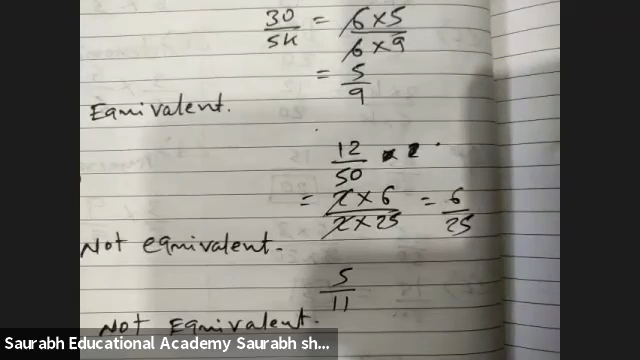 30/54 = 6×5/6×9
= 5/9
Equivalent.
12/50 × 2
= 2×6/2×25 = 6/25
Not equivalent.
5/11
Not Equivalent.
Saurabh Educational Academy Saurabh sh...